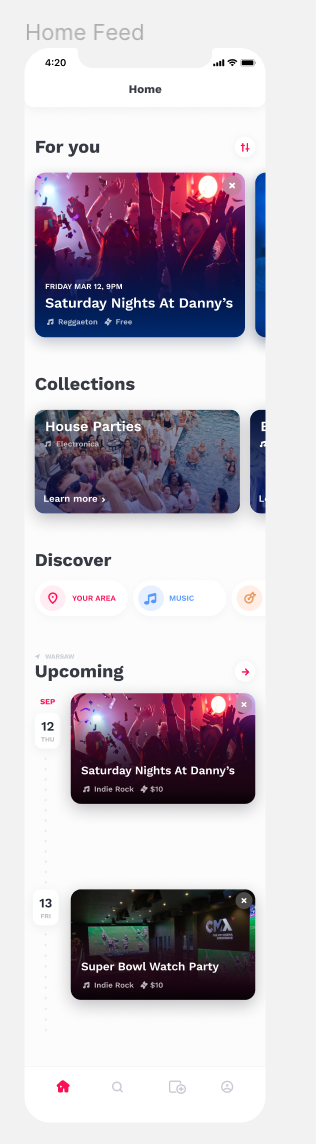 Home Feed
4:20
Home
For you
FRIDAY MAR 12, 9PM
Saturday Nights At Danny’s
Reggaeton Free
Collections
House Parties
Electronica
Learn more ›
E
Le
Discover
YOUR AREA MUSIC
WARSAW
Upcoming
SEP
12
THU
Saturday Nights At Danny’s
Indie Rock $10
13
FRI
CMX
Super Bowl Watch Party
Indie Rock $10